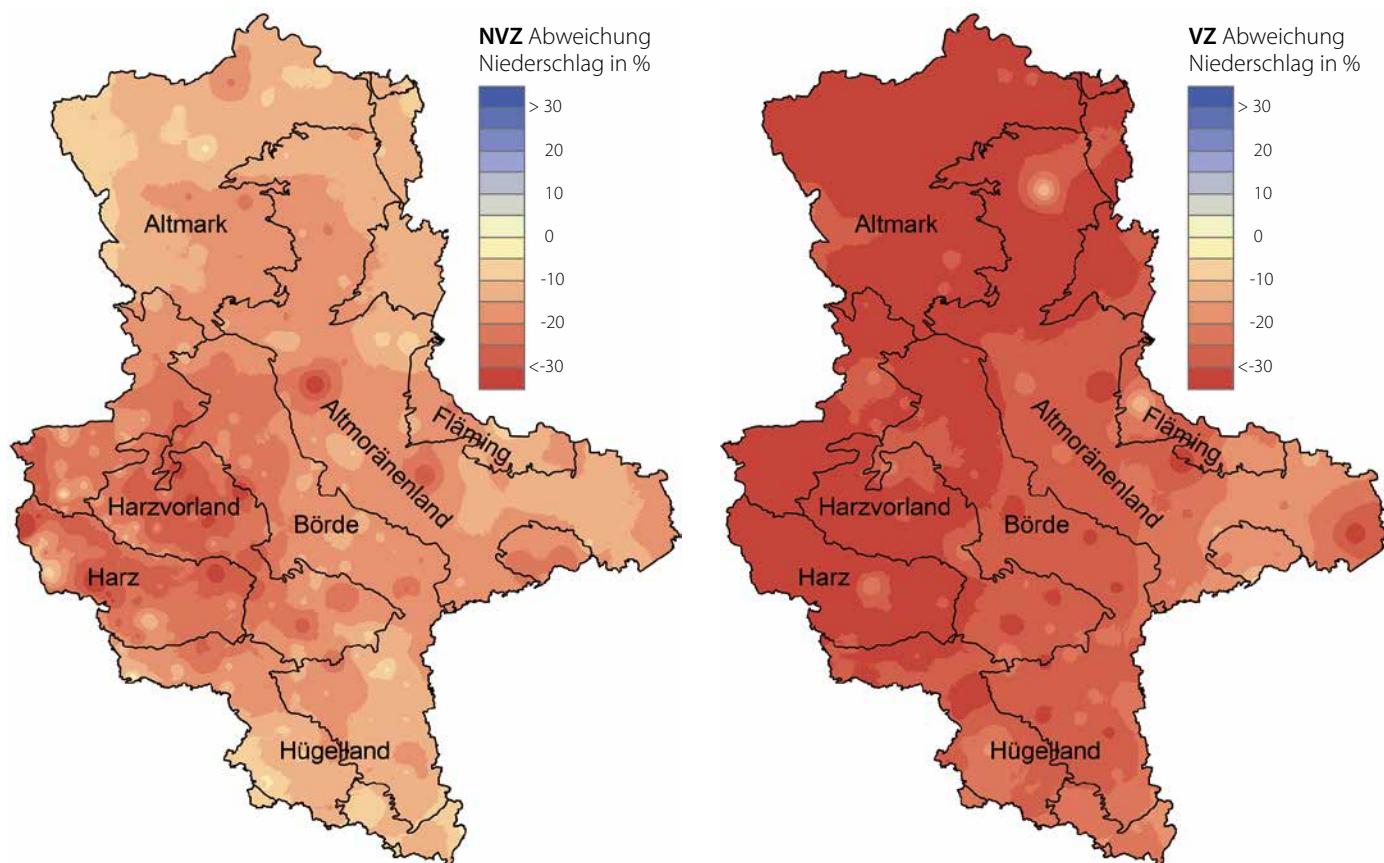 NVZ Abweichung
Niederschlag in %
> 30
20
10
0
-10
-20
<-30
Altmark
Fläming
Altmoränenland
Harzvorland
Börde
Harz
Hügelland
VZ Abweichung
Niederschlag in %
> 30
20
10
0
-10
-20
<-30
Altmark
Fläming
Altmoränenland
Harzvorland
Börde
Harz
Hügelland